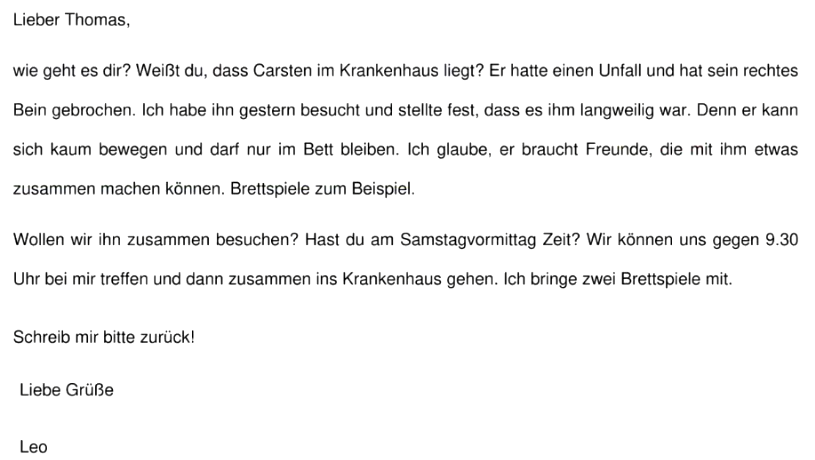 Lieber Thomas,
wie geht es dir? Weißt du, dass Carsten im Krankenhaus liegt? Er hatte einen Unfall und hat sein rechtes
Bein gebrochen. Ich habe ihn gestern besucht und stellte fest, dass es ihm langweilig war. Denn er kann
sich kaum bewegen und darf nur im Bett bleiben. Ich glaube, er braucht Freunde, die mit ihm etwas
zusammen machen können. Brettspiele zum Beispiel.
Wollen wir ihn zusammen besuchen? Hast du am Samstagvormittag Zeit? Wir können uns gegen 9.30
Uhr bei mir treffen und dann zusammen ins Krankenhaus gehen. Ich bringe zwei Brettspiele mit.
Schreib mir bitte zurück!
Liebe Grüße
Leo